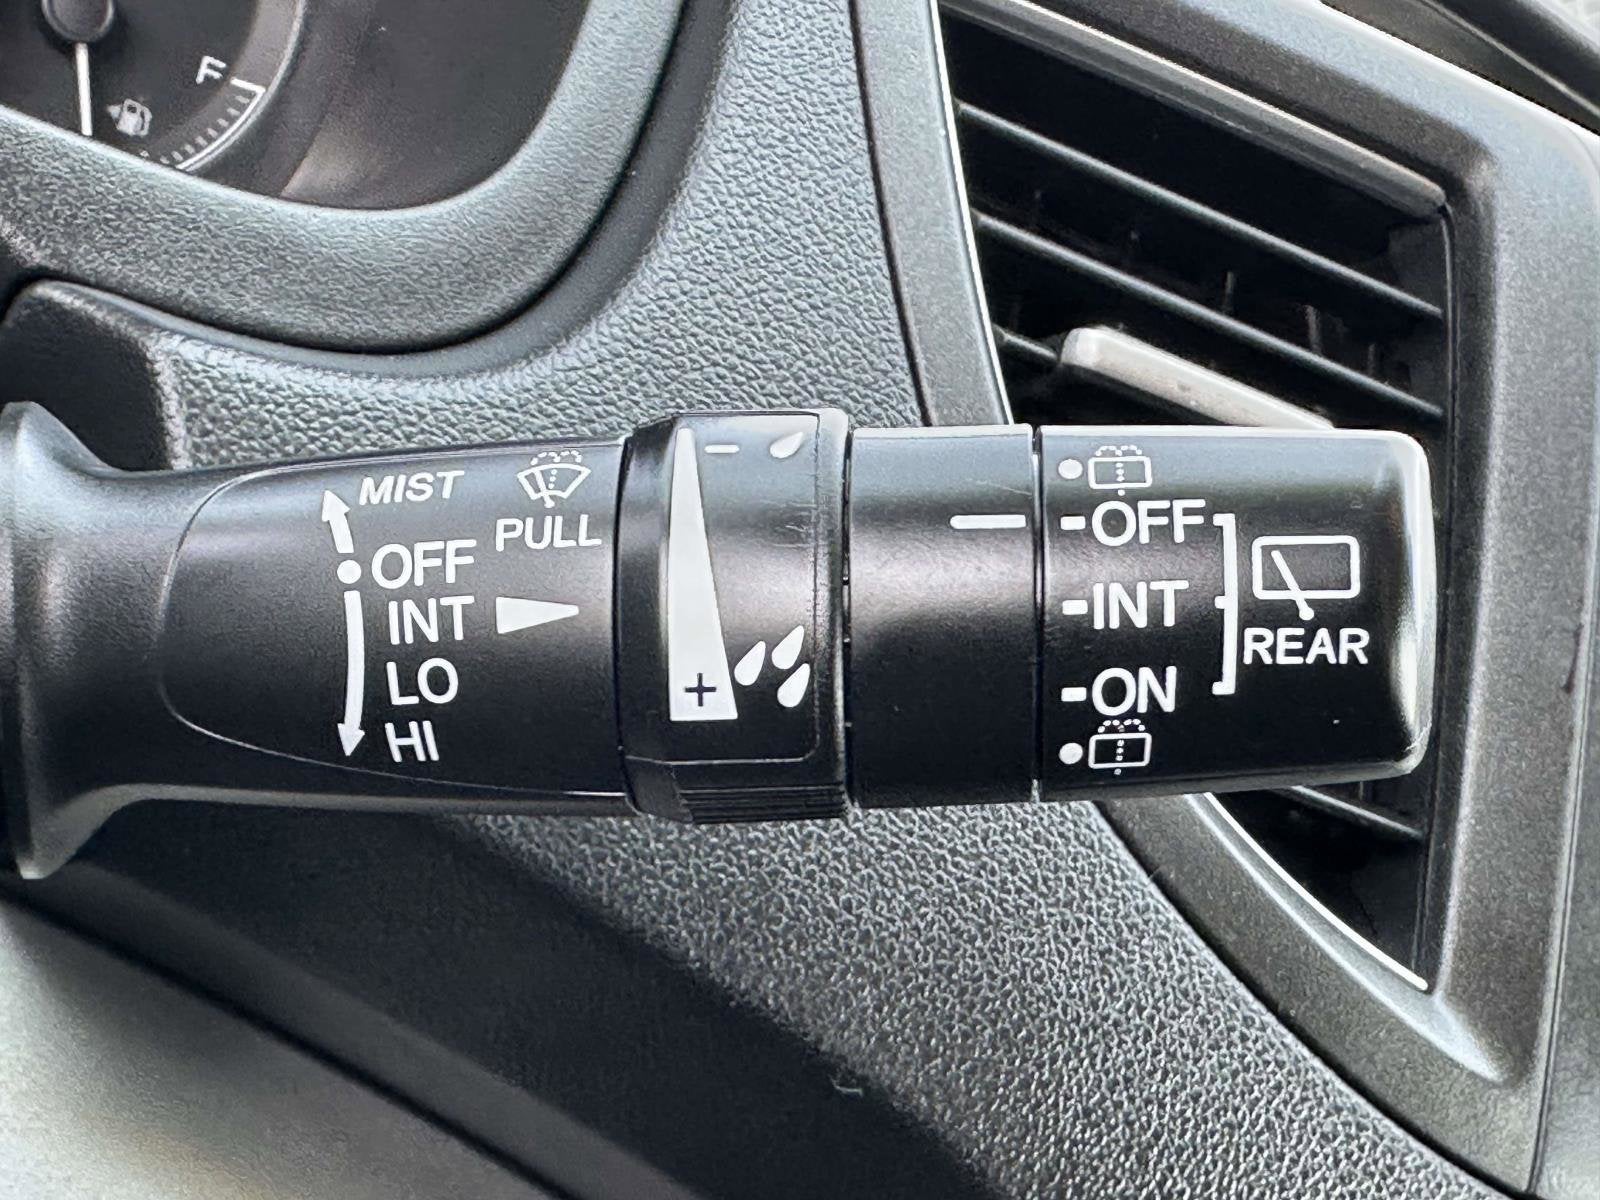 F
MIST
PULL
OFF
INT
LO
HI
-
+
OFF
INT
ON
REAR